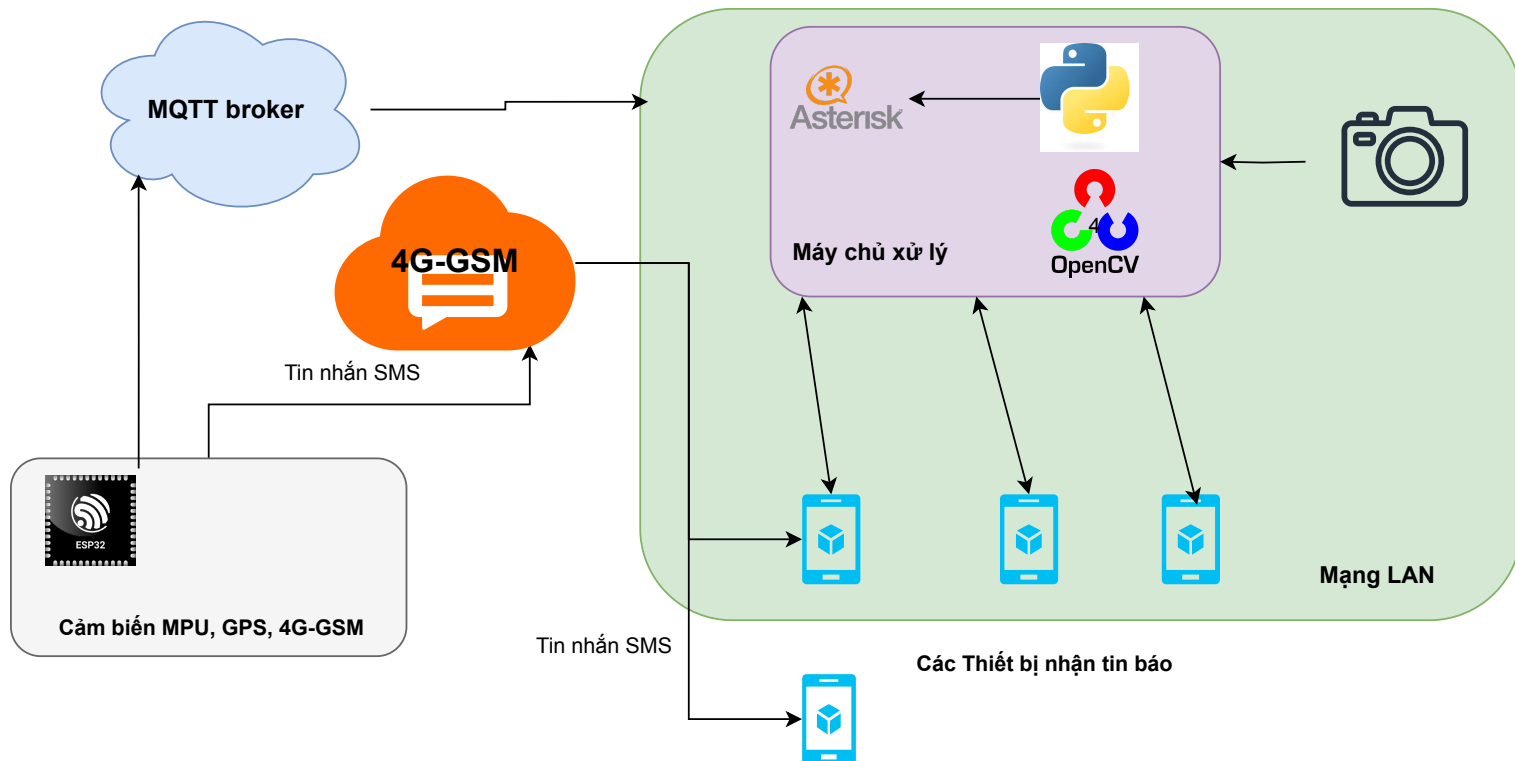 MQTT broker
Asterisk
4G-GSM
4
Máy chủ xử lý
OpenCV
Tin nhắn SMS
ESP32
Mạng LAN
Cảm biến MPU, GPS, 4G-GSM
Tin nhắn SMS
Các Thiết bị nhận tin báo